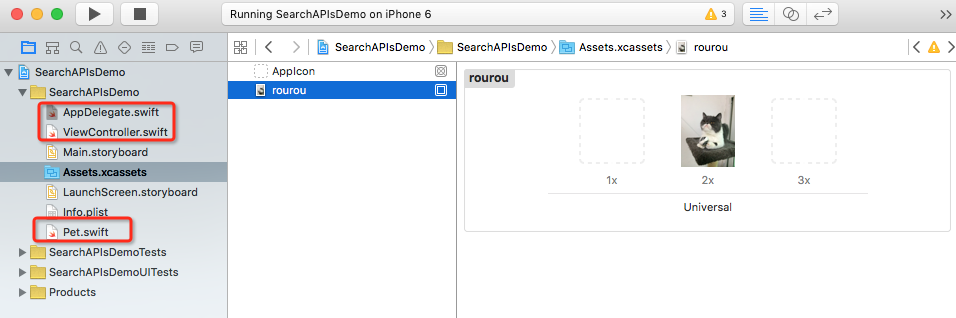 Running SearchAPIsDemo on iPhone 6
3
SearchAPIsDemo
SearchAPIsDemo
Assets.xcassets
rourou
SearchAPIsDemo
SearchAPIsDemo
AppDelegate.swift
ViewController.swift
Main.storyboard
Assets.xcassets
LaunchScreen.storyboard
Info.plist
Pet.swift
SearchAPIsDemoTests
SearchAPIsDemoUITests
Products
AppIcon
rourou
rourou
1x
2x
3x
Universal